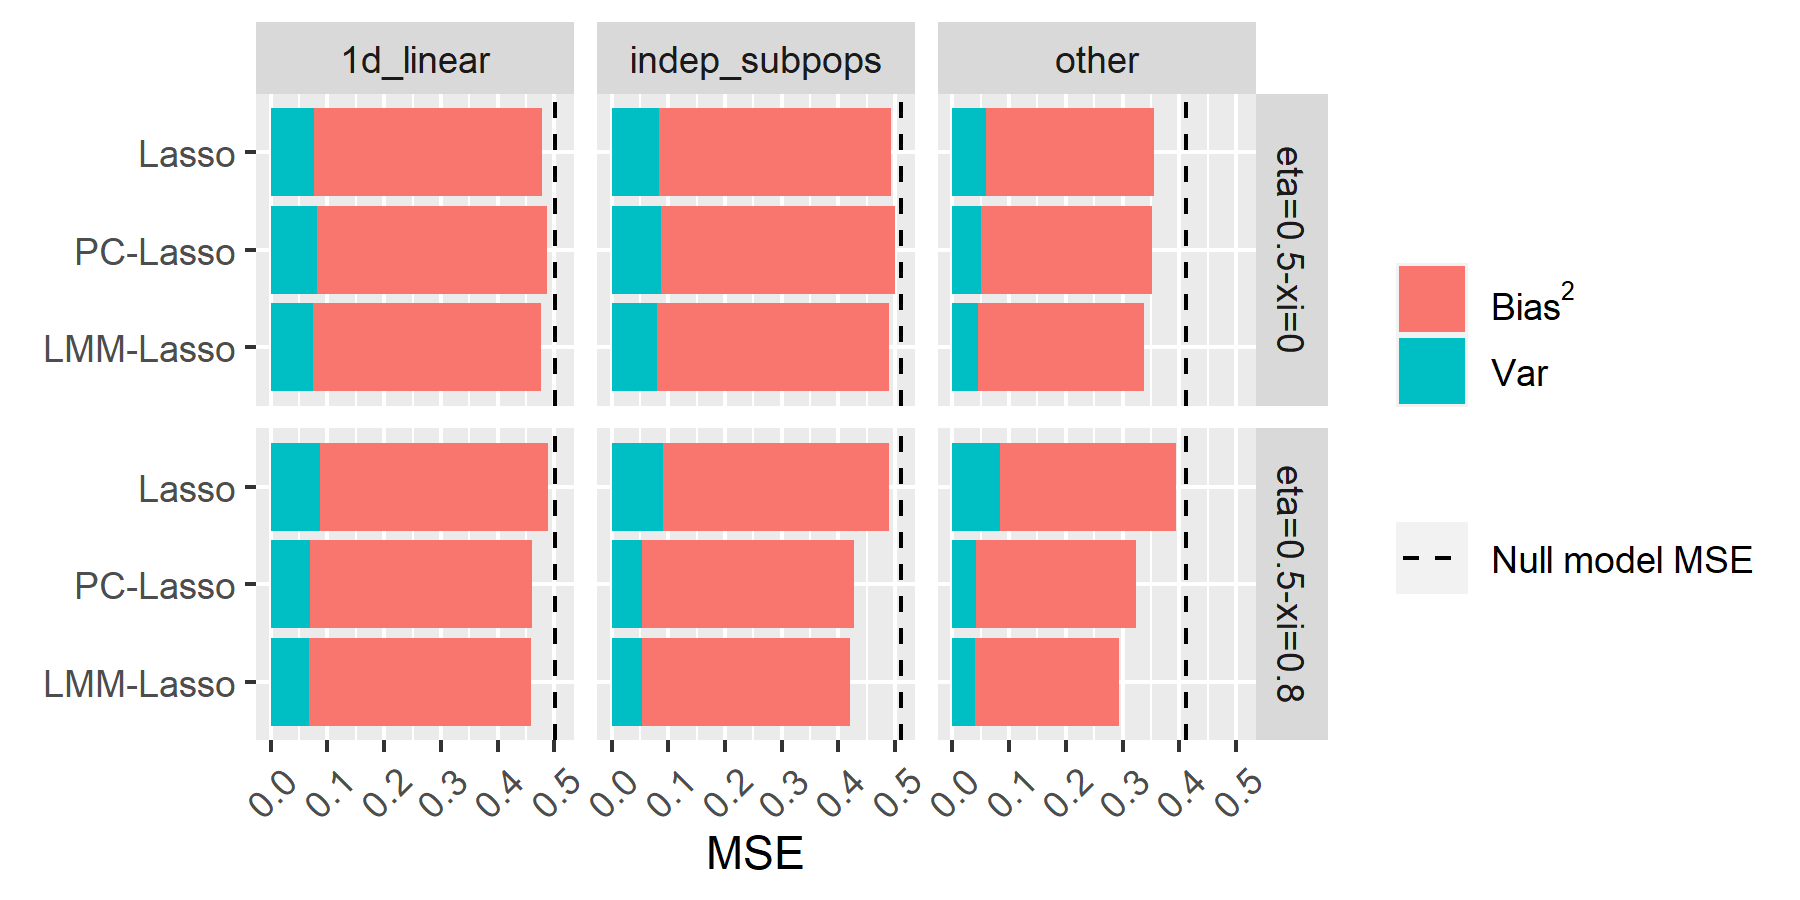 1d_linear indep_subpops other
Lasso
PC-Lasso
LMM-Lasso
eta=0.5-xi=0
Lasso
PC-Lasso
LMM-Lasso
eta=0.5-xi=0.8
0.0 0.1 0.2 0.3 0.4 0.5 0.0 0.1 0.2 0.3 0.4 0.5 0.0 0.1 0.2 0.3 0.4 0.5
MSE
Bias²
Var
Null model MSE